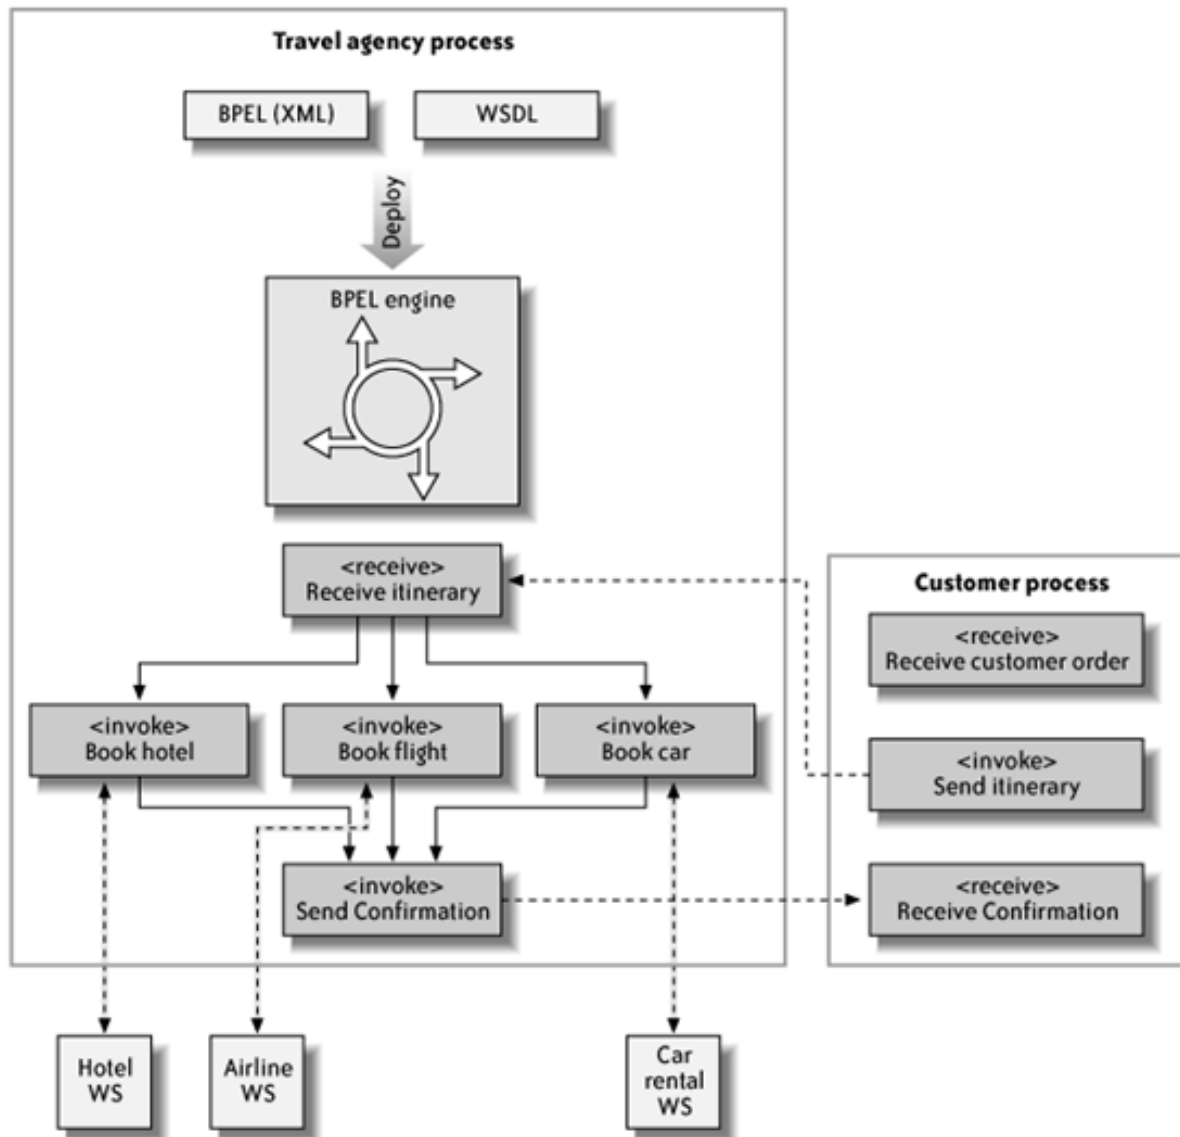 Travel agency process
BPEL (XML)
WSDL
Deploy
BPEL engine
<receive>
Receive itinerary
<invoke>
Book hotel
<invoke>
Book flight
<invoke>
Book car
<invoke>
Send Confirmation
Customer process
<receive>
Receive customer order
<invoke>
Send itinerary
<receive>
Receive Confirmation
Hotel
WS
Airline
WS
Car
rental
WS